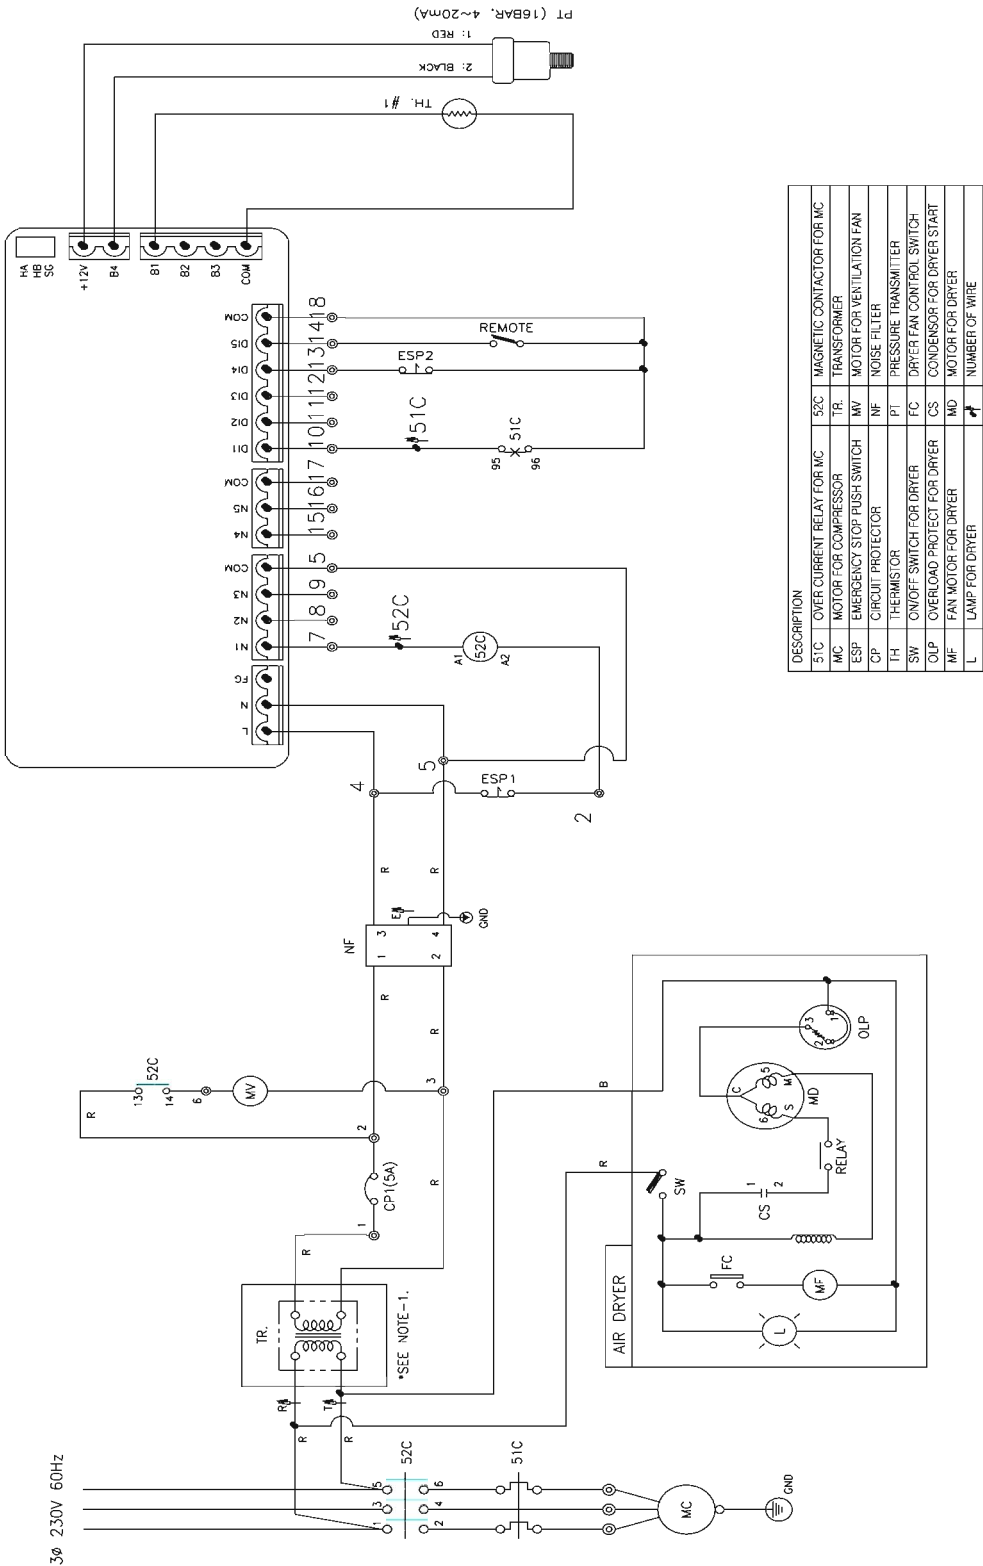 PT (16BAR. 4~20mA)
1: RED
2: BLACK
TH. #1
HA
HB
SG
+12V
B4
B1
B2
B3
COM
COM
DI5
DI4
DI3
DI2
DI1
18
14
13
12
11
10
REMOTE
ESP2
51C
95
51C
96
COM
N5
N4
17
16
15
COM
N3
N2
N1
5
9
8
7
52C
A1
52C
A2
FG
N
L
4
5
ESP1
2
R
R
NF
3
4
1
2
E
GND
R
R
52C
13
14
6
MV
R
2
3
CP1(5A)
R
1
R
TR.
*SEE NOTE-1.
R
T
R
R
3Ø 230V 60Hz
1
3
5
52C
2
4
6
51C
MC
GND
AIR DRYER
R
B
SW
L
FC
MF
CS
1
2
RELAY
C
5
6
M
S
MD
3
2
1
OLP
DESCRIPTION
51C OVER CURRENT RELAY FOR MC 52C MAGNETIC CONTACTOR FOR MC
MC MOTOR FOR COMPRESSOR TR. TRANSFORMER
ESP EMERGENCY STOP PUSH SWITCH MV MOTOR FOR VENTILATION FAN
CP CIRCUIT PROTECTOR NF NOISE FILTER
TH THERMISTOR PT PRESSURE TRANSMITTER
SW ON/OFF SWITCH FOR DRYER FC DRYER FAN CONTROL SWITCH
OLP OVERLOAD PROTECT FOR DRYER CS CONDENSOR FOR DRYER START
MF FAN MOTOR FOR DRYER MD MOTOR FOR DRYER
L LAMP FOR DRYER NUMBER OF WIRE